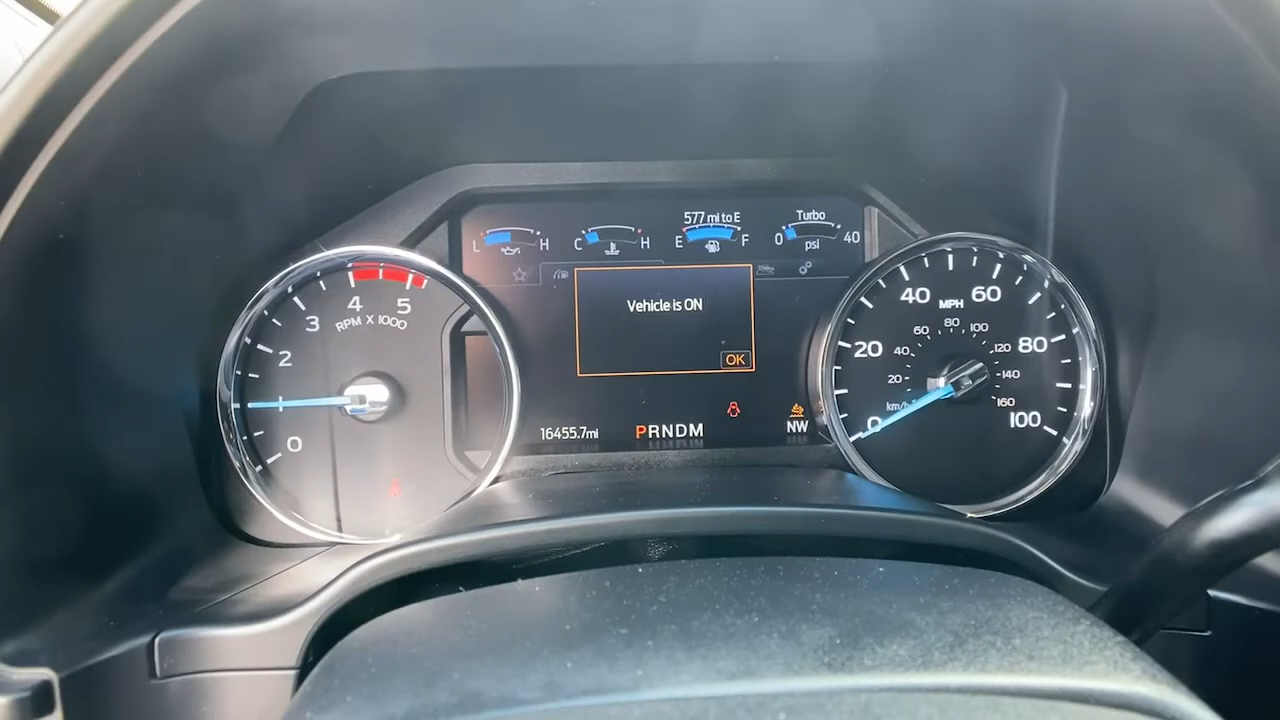 577 mi to E
Turbo
L H
C H
E F
0 40
psi
Vehicle is ON
OK
16455.7mi
PRNDM
NW
0
2
3
4
5
RPM X 1000
0
20
40
60
80
100
MPH
20
40
60
80
100
120
140
160
km/h